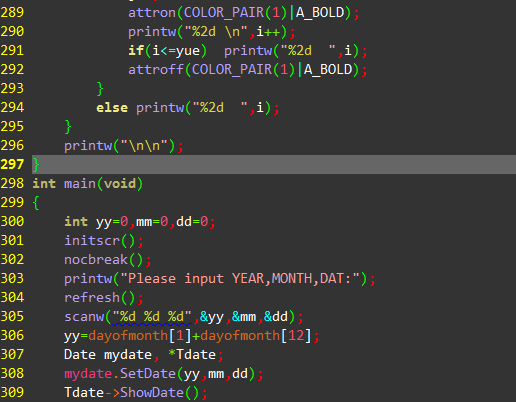 289 attron(COLOR_PAIR(1)|A_BOLD);
290 printw("%2d \n",i++);
291 if(i<=yue) printw("%2d  ",i);
292 attroff(COLOR_PAIR(1)|A_BOLD);
293 }
294 else printw("%2d  ",i);
295 }
296 printw("\n\n");
297 }
298 int main(void)
299 {
300 int yy=0,mm=0,dd=0;
301 initscr();
302 nocbreak();
303 printw("Please input YEAR,MONTH,DAT:");
304 refresh();
305 scanw("%d %d %d",&yy,&mm,&dd);
306 yy=dayofmonth[1]+dayofmonth[12];
307 Date mydate, *Tdate;
308 mydate.SetDate(yy,mm,dd);
309 Tdate->ShowDate();